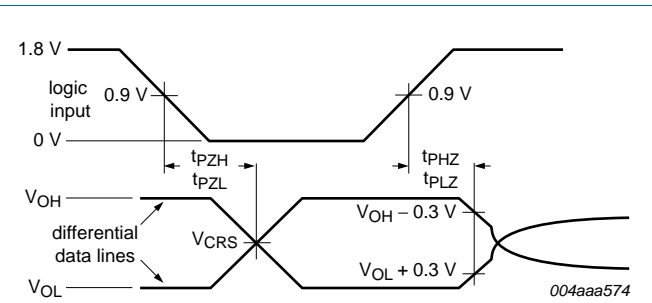 1.8 V
logic
input
0.9 V
0.9 V
0 V
tPZH
tPZL
tPHZ
tPLZ
VOH
differential
data lines
VCRS
VOH − 0.3 V
VOL + 0.3 V
VOL
004aaa574